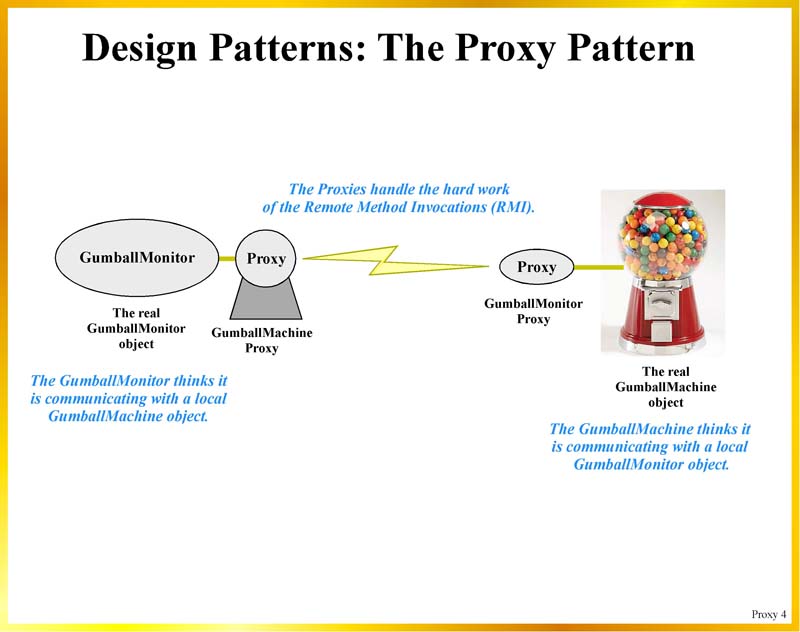 Design Patterns: The Proxy Pattern
The Proxies handle the hard work
of the Remote Method Invocations (RMI).
GumballMonitor
Proxy
Proxy
The real
GumballMonitor
object
GumballMachine
Proxy
GumballMonitor
Proxy
The real
GumballMachine
object
The GumballMonitor thinks it
is communicating with a local
GumballMachine object.
The GumballMachine thinks it
is communicating with a local
GumballMonitor object.
Proxy 4